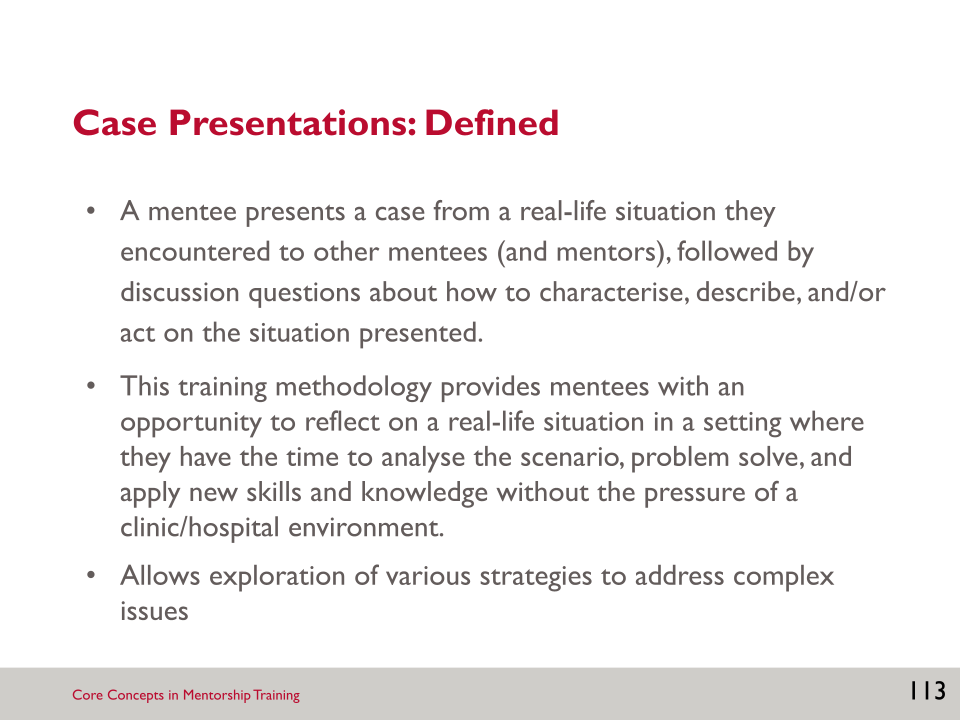 Case Presentations: Defined
• A mentee presents a case from a real-life situation they
encountered to other mentees (and mentors), followed by
discussion questions about how to characterise, describe, and/or
act on the situation presented.
• This training methodology provides mentees with an
opportunity to reflect on a real-life situation in a setting where
they have the time to analyse the scenario, problem solve, and
apply new skills and knowledge without the pressure of a
clinic/hospital environment.
• Allows exploration of various strategies to address complex
issues
Core Concepts in Mentorship Training
113